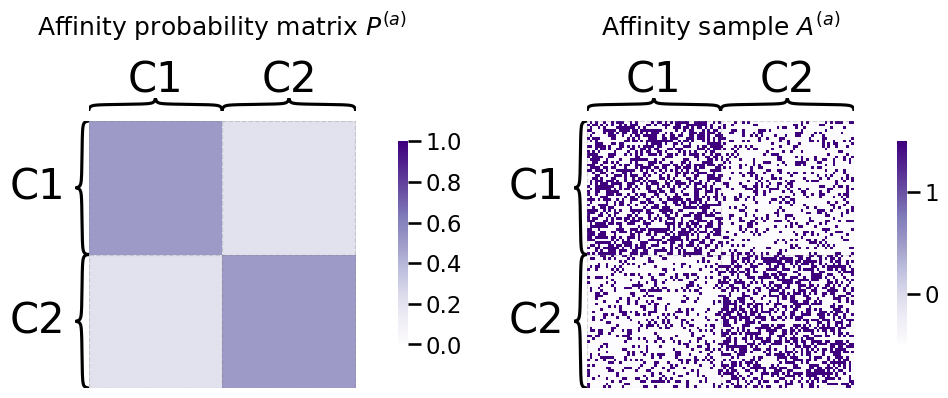 Affinity probability matrix P^(a)
C1 C2
C1
C2
1.0
0.8
0.6
0.4
0.2
0.0
Affinity sample A^(a)
C1 C2
C1
C2
1
0